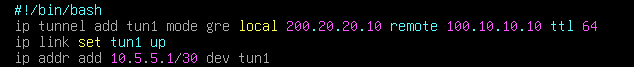 #!/bin/bash
ip tunnel add tun1 mode gre local 200.20.20.10 remote 100.10.10.10 ttl 64
ip link set tun1 up
ip addr add 10.5.5.1/30 dev tun1